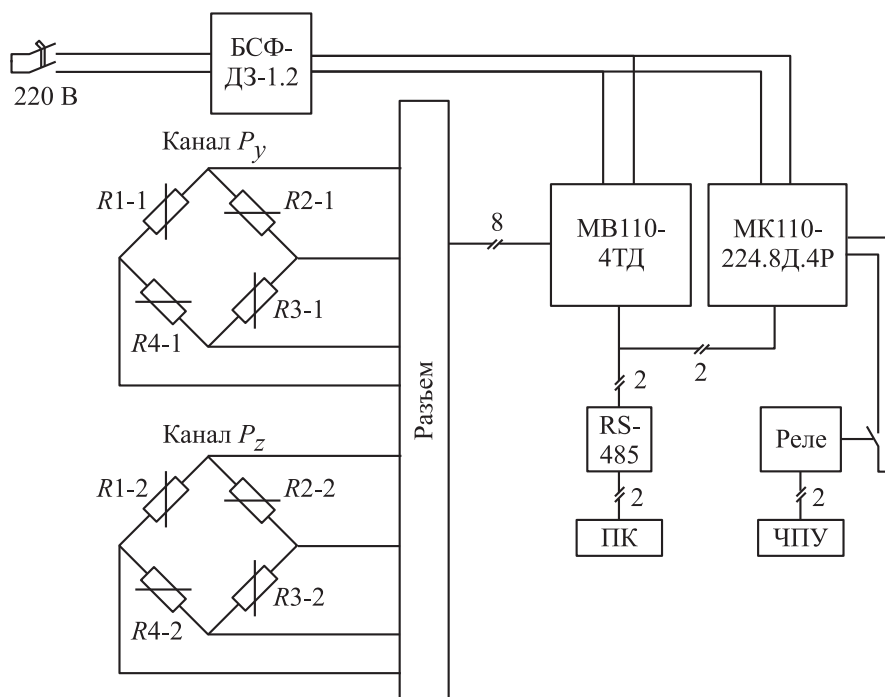 БСФ-
ДЗ-1.2
220 В
Канал Py
R1-1
R2-1
R3-1
R4-1
Разъем
8
МВ110-
4ТД
МК110-
224.8Д.4Р
2
2
RS-
485
Реле
2
2
ПК
ЧПУ
Канал Pz
R1-2
R2-2
R3-2
R4-2